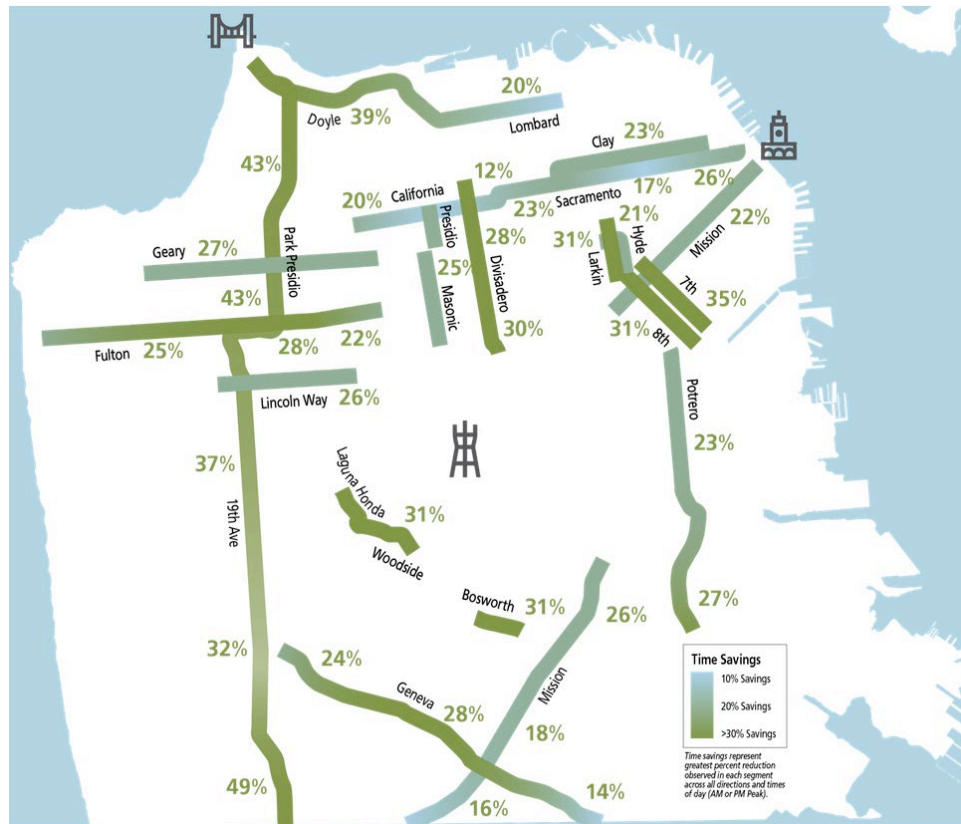 20%
Doyle
39%
Lombard
43%
Clay
23%
12%
California
20%
Presidio
23%
Sacramento
17%
26%
21%
Hyde
22%
Mission
Geary
27%
Park Presidio
25%
Masonic
28%
Divisadero
31%
Larkin
7th
35%
43%
30%
31%
8th
Fulton
25%
28%
22%
Lincoln Way
26%
Potrero
23%
37%
19th Ave
Laguna Honda
31%
Woodside
Bosworth
31%
26%
27%
32%
24%
Geneva
28%
Mission
18%
49%
16%
14%
Time Savings
10% Savings
20% Savings
>30% Savings
Time savings represent
greatest percent reduction
observed in each segment
across all directions and times
of day (AM or PM Peak).